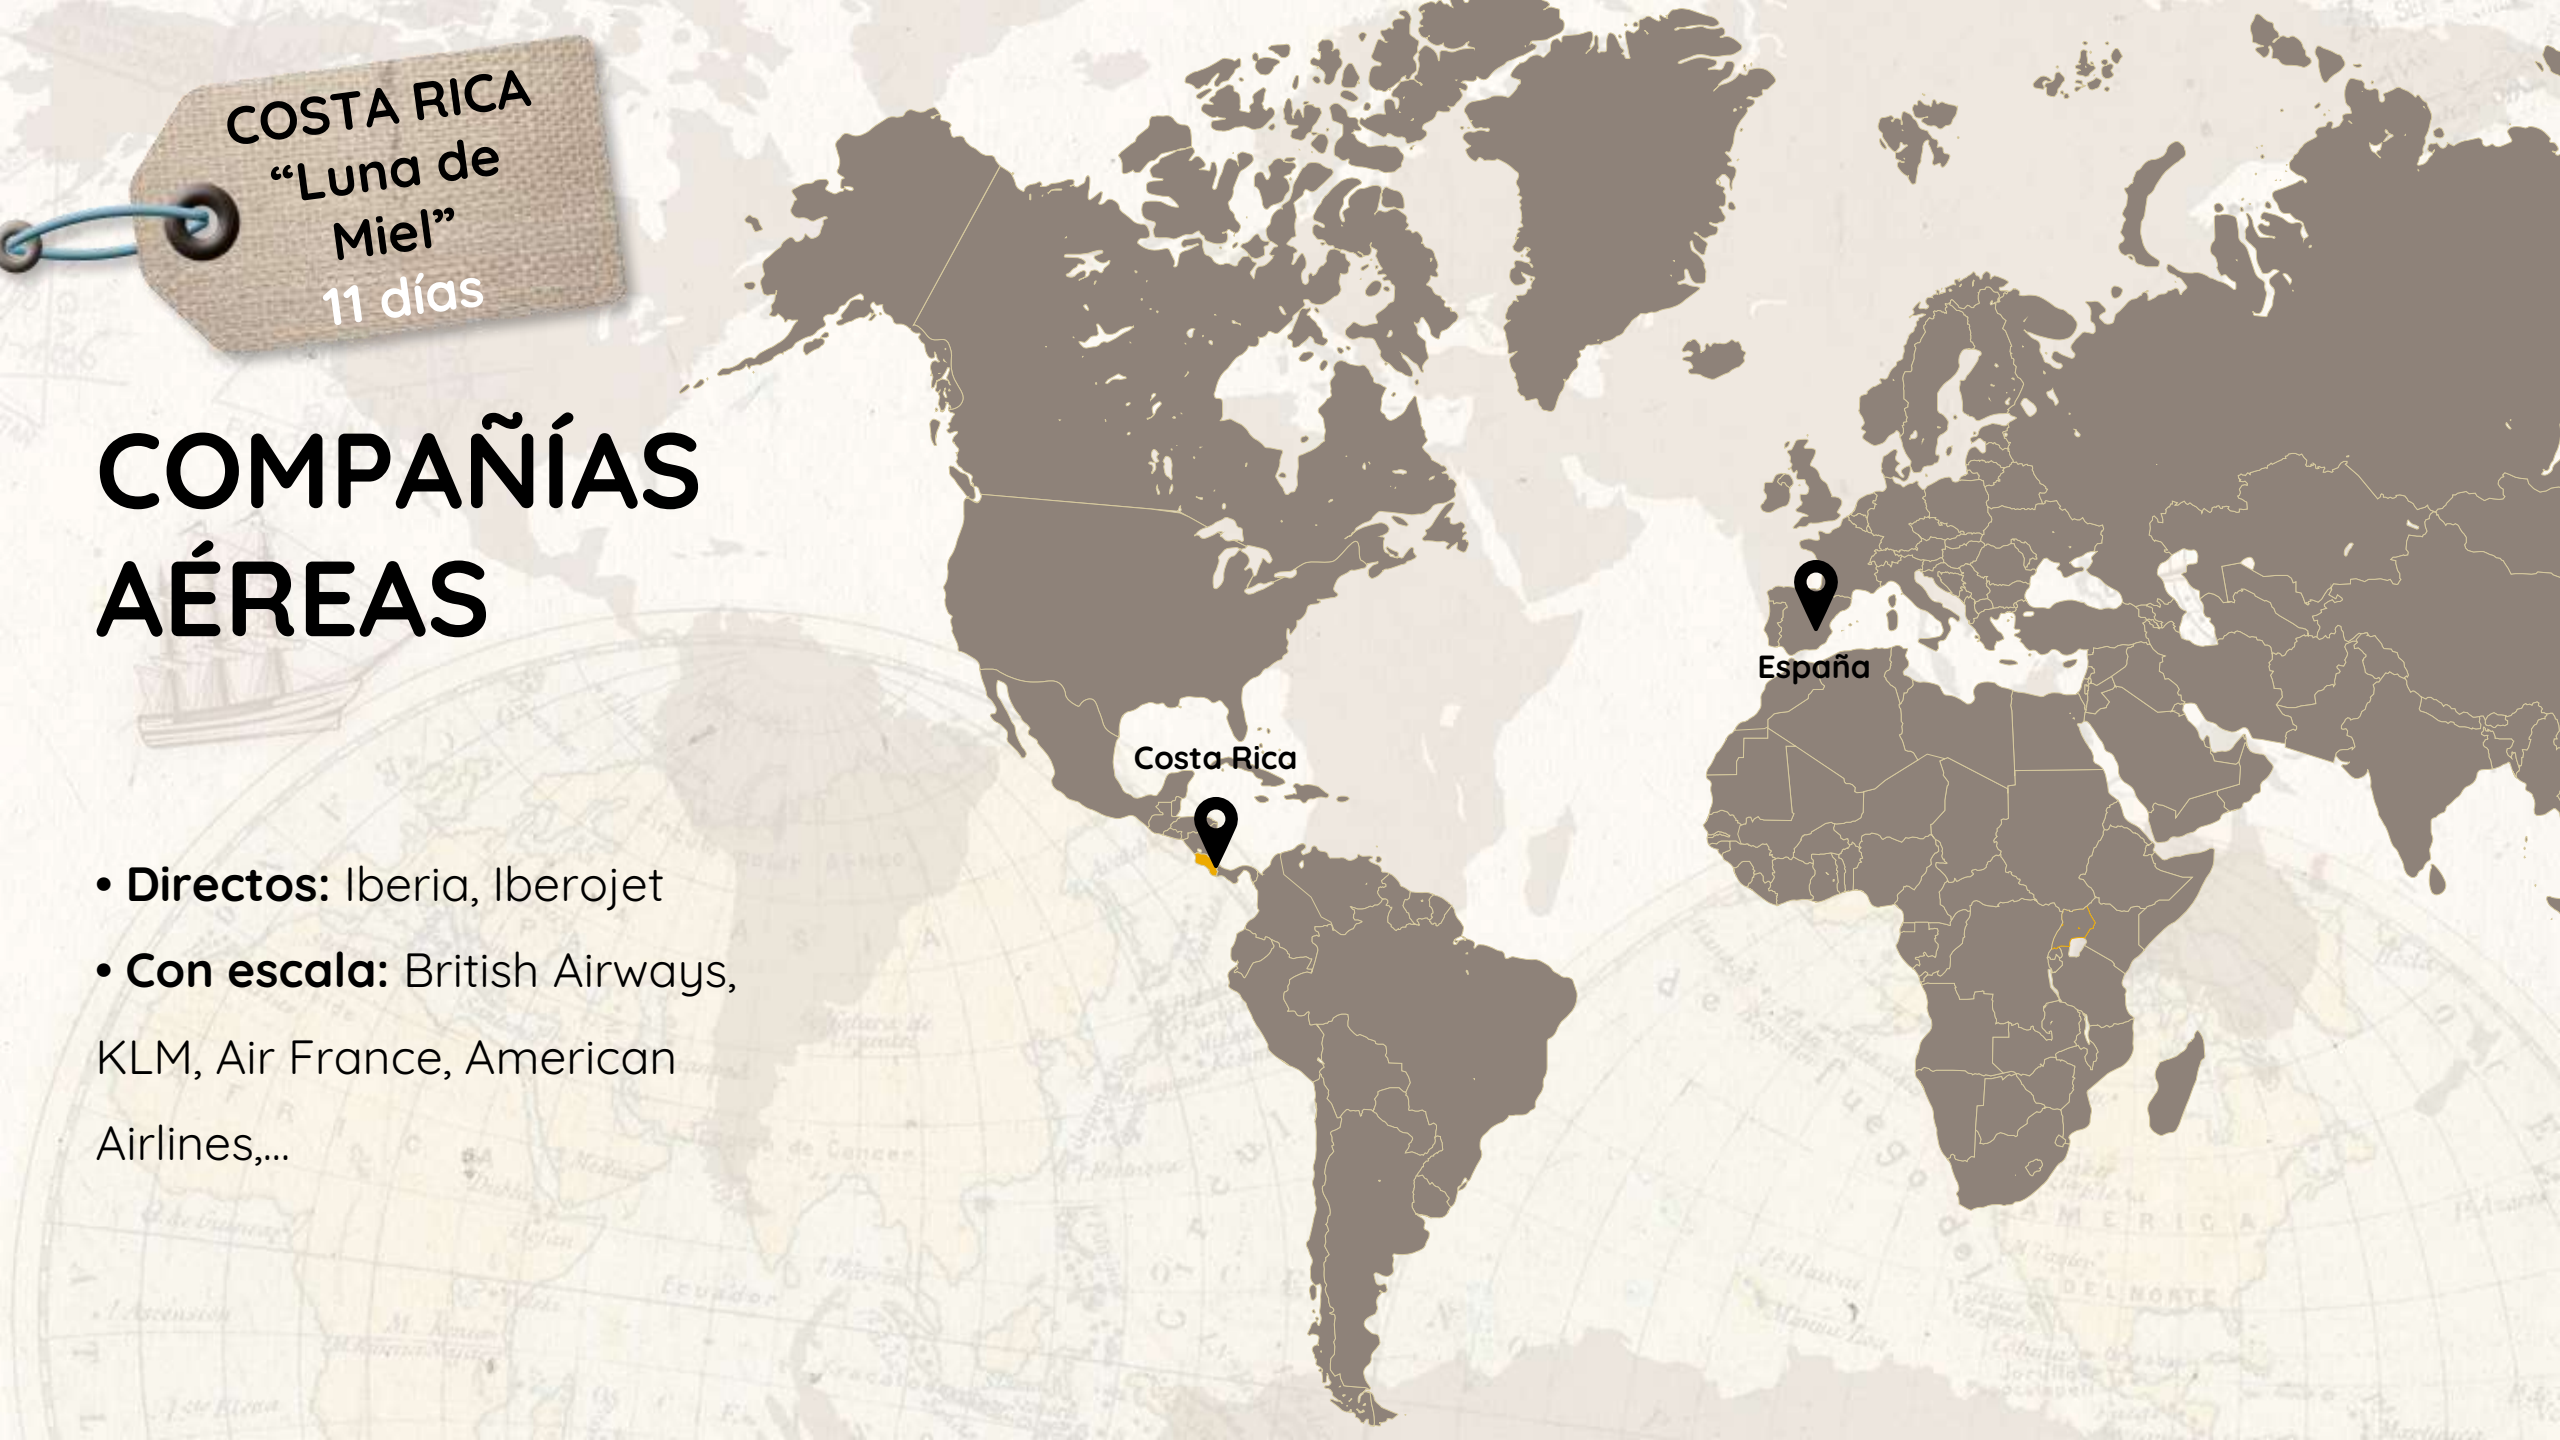 COSTA RICA
“Luna de
Miel”
11 días
COMPAÑÍAS
AÉREAS
Costa Rica
España
• Directos: Iberia, Iberojet
• Con escala: British Airways,
KLM, Air France, American
Airlines,...